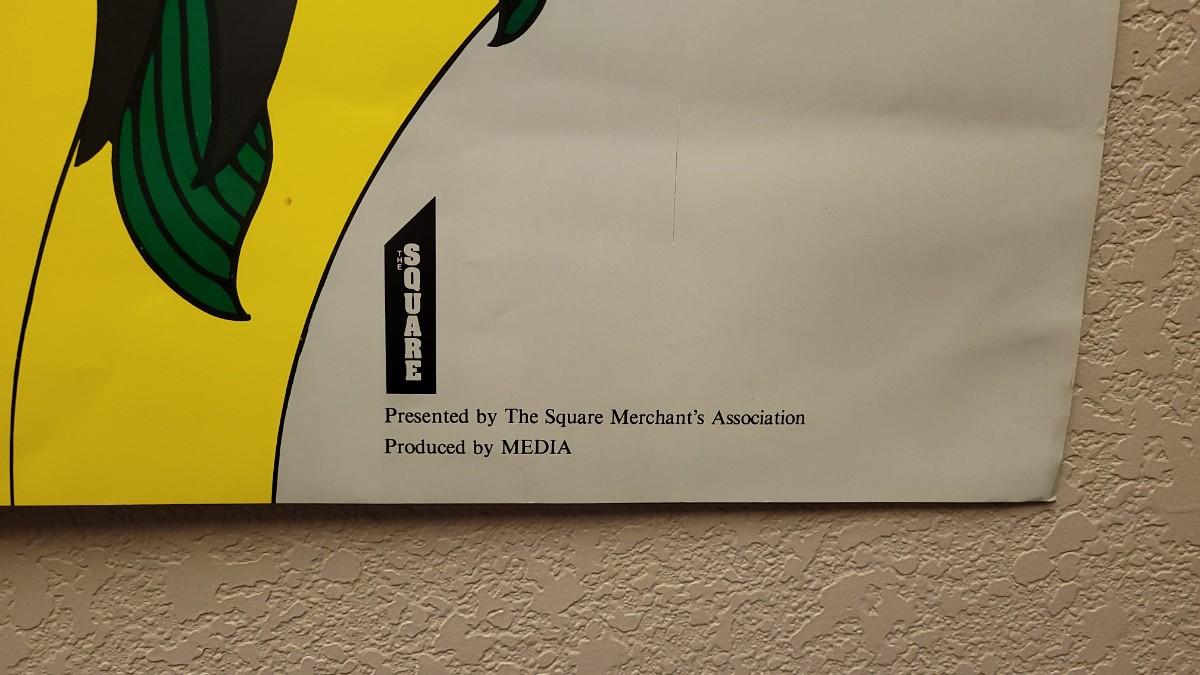 THE SQUARE
Presented by The Square Merchant's Association
Produced by MEDIA